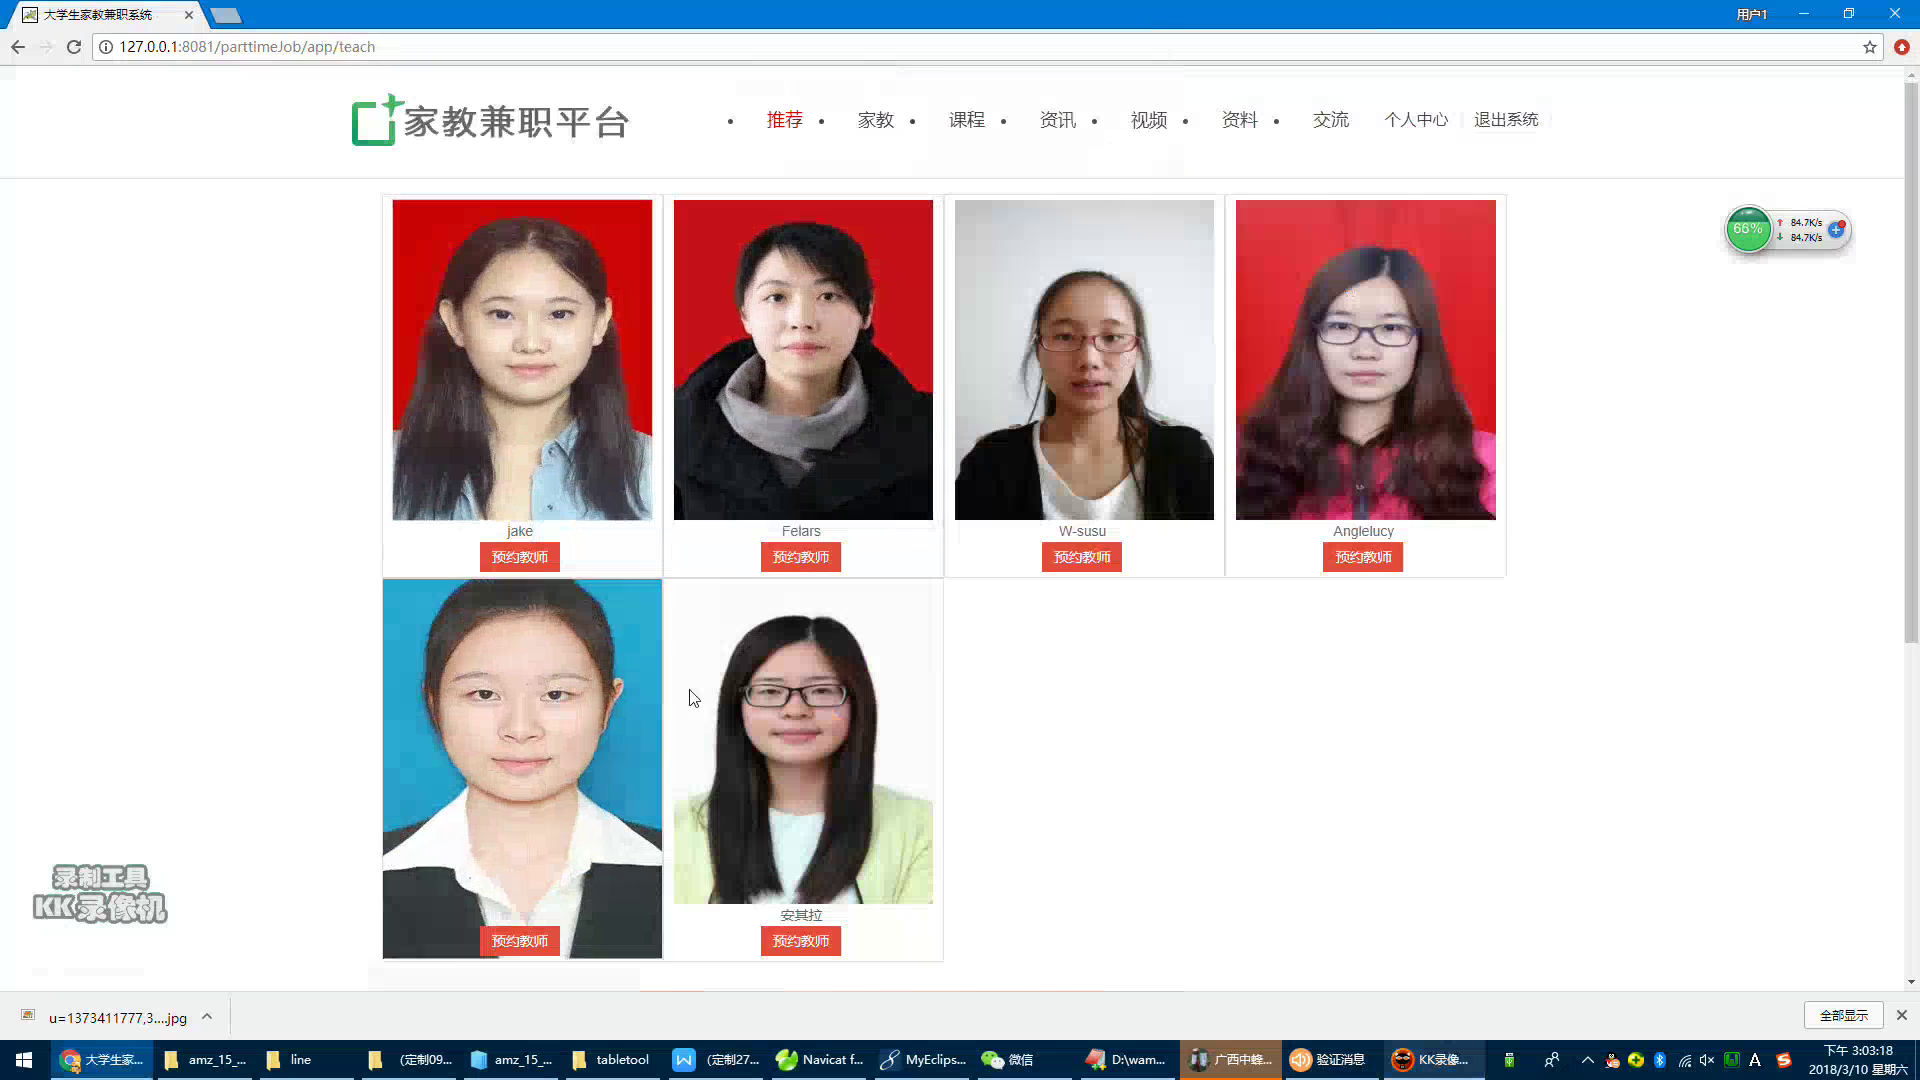 大学生家教兼职系统
用户1
127.0.0.1:8081/parttimeJob/app/teach
家教兼职平台
推荐
家教
课程
资讯
视频
资料
交流
个人中心
退出系统
66%
84.7K/s
84.7K/s
jake
Felars
W-susu
Anglelucy
预约教师
预约教师
预约教师
预约教师
安其拉
预约教师
预约教师
录制工具
KK录像机
u=1373411777,3....jpg
全部显示
大学生家...
amz_15_...
line
(定制09...
amz_15_...
tabletool
(定制27...
Navicat f...
MyEclips...
微信
D:\wam...
广西中蜂...
验证消息
KK录像...
下午 3:03:18
2018/3/10 星期六